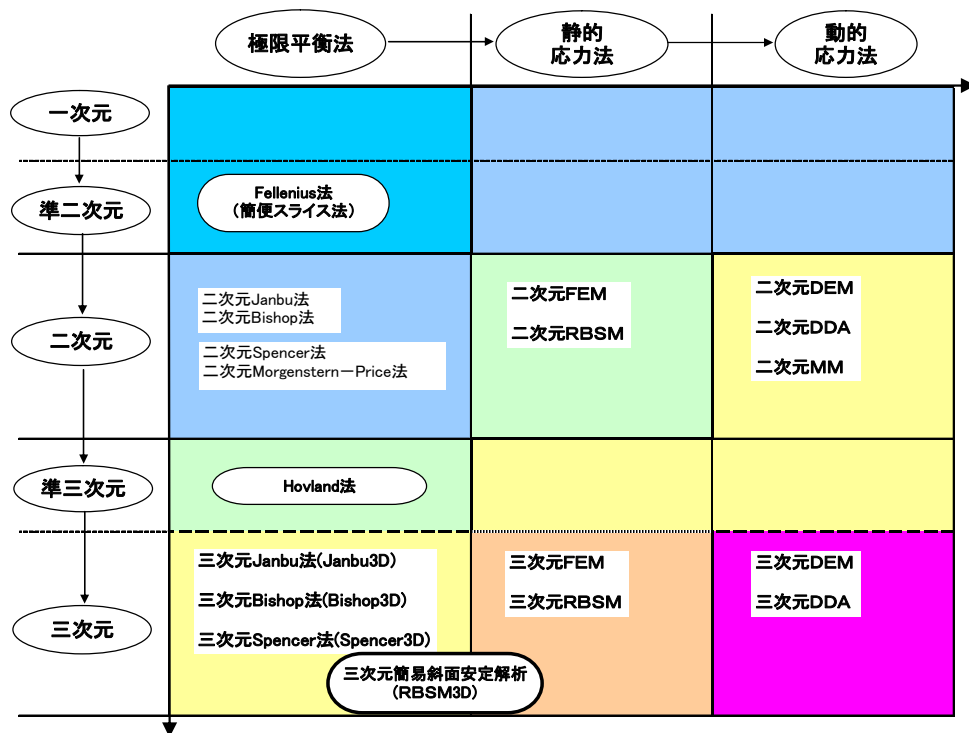 極限平衡法
静的
応力法
動的
応力法
一次元
準二次元
Fellenius法
（簡便スライス法）
二次元
二次元Janbu法
二次元Bishop法
二次元Spencer法
二次元Morgenstern－Price法
二次元FEM
二次元RBSM
二次元DEM
二次元DDA
二次元MM
準三次元
Hovland法
三次元
三次元Janbu法(Janbu3D)
三次元Bishop法(Bishop3D)
三次元Spencer法(Spencer3D)
三次元FEM
三次元RBSM
三次元DEM
三次元DDA
三次元簡易斜面安定解析
（RBSM3D）